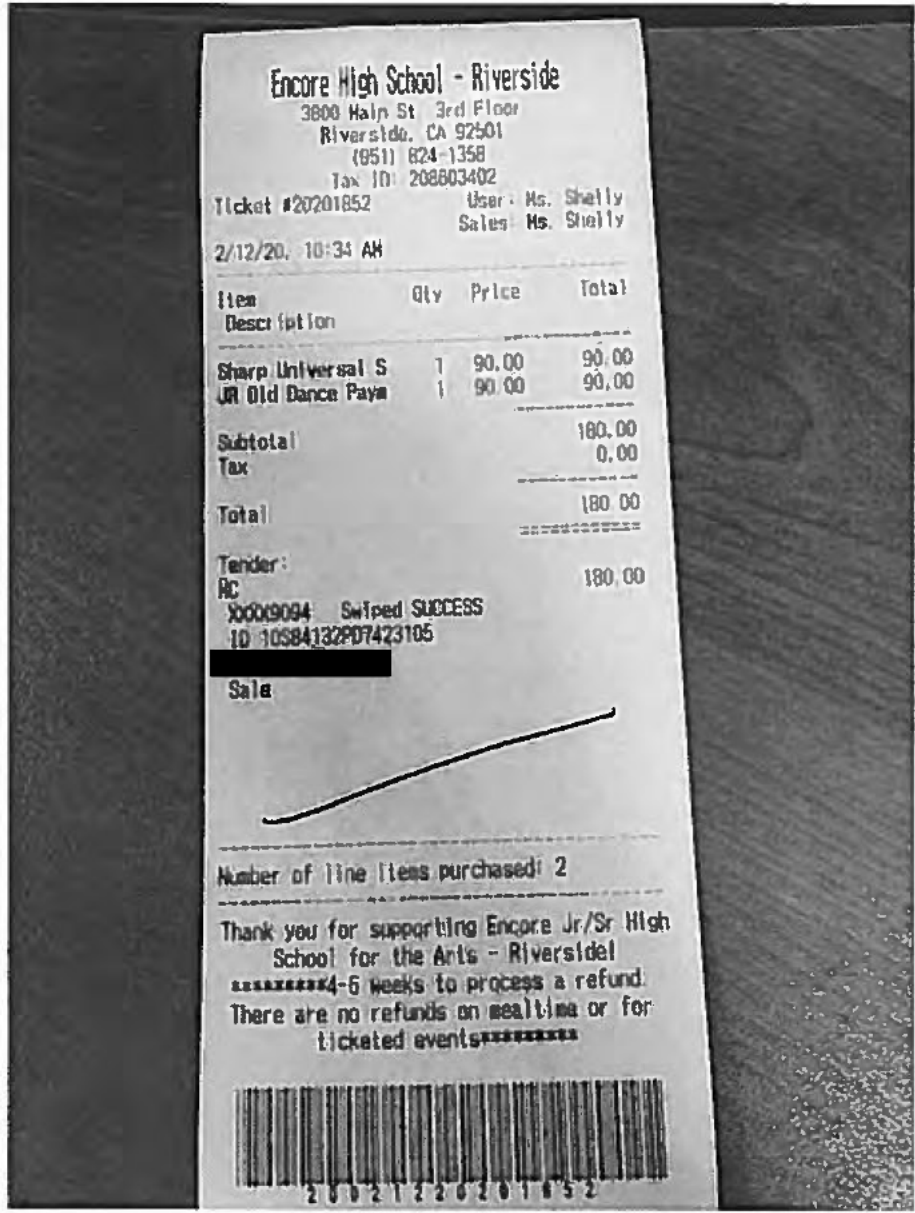 Encore High School - Riverside
3800 Main St 3rd Floor
Riverside, CA 92501
(951) 824-1358
Tax ID: 208803402
Ticket #20201852 User: Ms. Shelly
Sales: Ms. Shelly
2/12/20, 10:34 AM
Item Qty Price Total
Description
Sharp Universal S 1 90.00 90.00
JR Old Dance Paym 1 90.00 90.00
Subtotal 180.00
Tax 0.00
Total 180.00
Tender:
RC 180.00
XXXX9094 Swiped SUCCESS
ID
Sale
Number of line items purchased: 2
Thank you for supporting Encore Jr/Sr High
School for the Arts - Riverside!
*********4-6 weeks to process a refund.
There are no refunds on mealtime or for
ticketed events*********
20021220201852